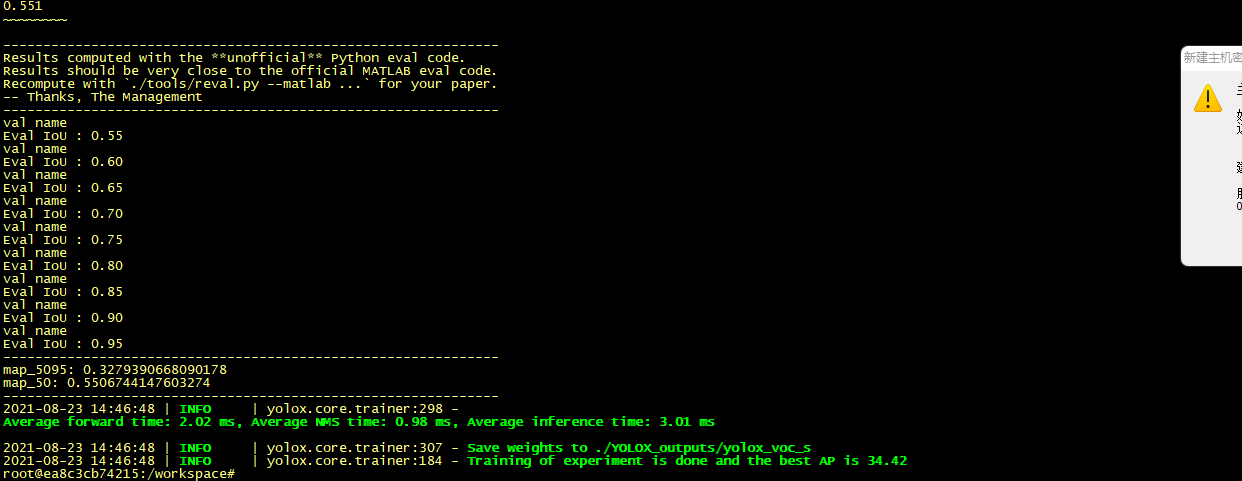 0.551
~~~~~~~~
--------------------------------------------------------------
Results computed with the **unofficial** Python eval code.
Results should be very close to the official MATLAB eval code.
Recompute with `./tools/reval.py --matlab ...` for your paper.
-- Thanks, The Management
--------------------------------------------------------------
val name
Eval IoU : 0.55
val name
Eval IoU : 0.60
val name
Eval IoU : 0.65
val name
Eval IoU : 0.70
val name
Eval IoU : 0.75
val name
Eval IoU : 0.80
val name
Eval IoU : 0.85
val name
Eval IoU : 0.90
val name
Eval IoU : 0.95
--------------------------------------------------------------
map_5095: 0.3279390668090178
map_50: 0.5506744147603274
--------------------------------------------------------------
2021-08-23 14:46:48 | INFO     | yolox.core.trainer:298 -
Average forward time: 2.02 ms, Average NMS time: 0.98 ms, Average inference time: 3.01 ms
2021-08-23 14:46:48 | INFO     | yolox.core.trainer:307 - Save weights to ./YOLOX_outputs/yolox_voc_s
2021-08-23 14:46:48 | INFO     | yolox.core.trainer:184 - Training of experiment is done and the best AP is 34.42
root@ea8c3cb74215:/workspace#
新建主机密